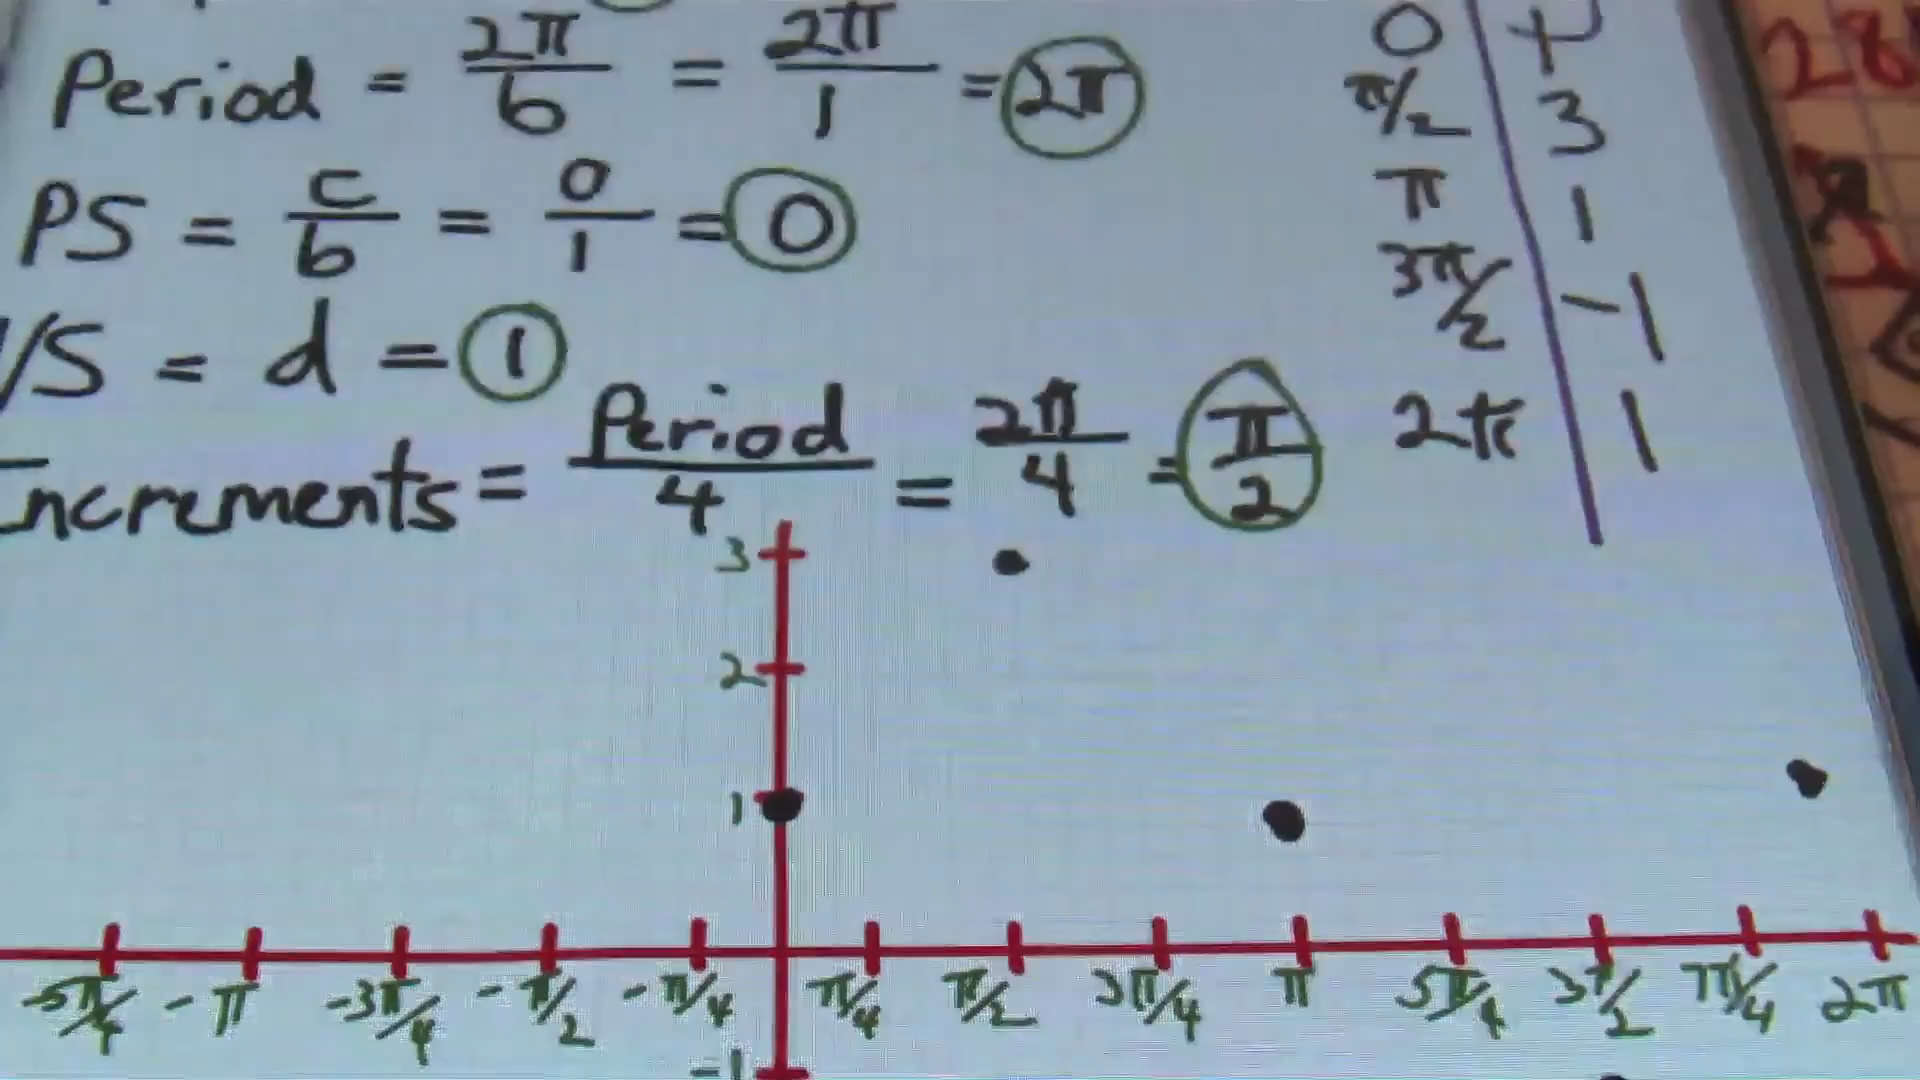 Period = 2π/b = 2π/1 = 2π
PS = c/b = 0/1 = 0
VS = d = 1
Increments = Period/4 = 2π/4 = π/2
0
π/2 3
π 1
3π/2 -1
2π 1
28
3
2
1
-1
-5π/4 -π -3π/4 -π/2 -π/4 π/4 π/2 3π/4 π 5π/4 3π/2 7π/4 2π